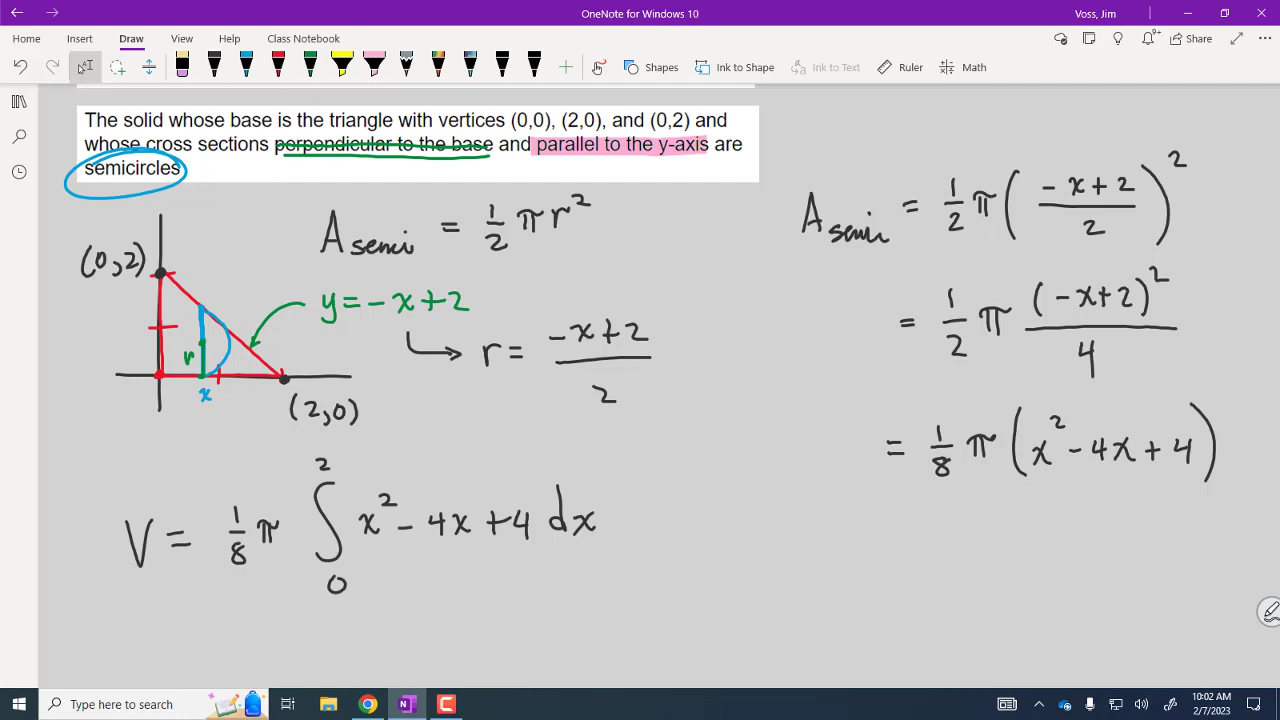 OneNote for Windows 10
Voss, Jim
Home Insert Draw View Help Class Notebook
Share
Shapes Ink to Shape Ink to Text Ruler Math
The solid whose base is the triangle with vertices (0,0), (2,0), and (0,2) and
whose cross sections perpendicular to the base and parallel to the y-axis are
semicircles
A semi = 1/2 π r²
(0,2)
y = -x + 2
r = (-x + 2)/2
r
x
(2,0)
V = 1/8 π ∫₀² x² - 4x + 4 dx
A semi = 1/2 π ((-x + 2)/2)²
= 1/2 π (-x + 2)²/4
= 1/8 π (x² - 4x + 4)
Type here to search
N
10:02 AM
2/7/2023